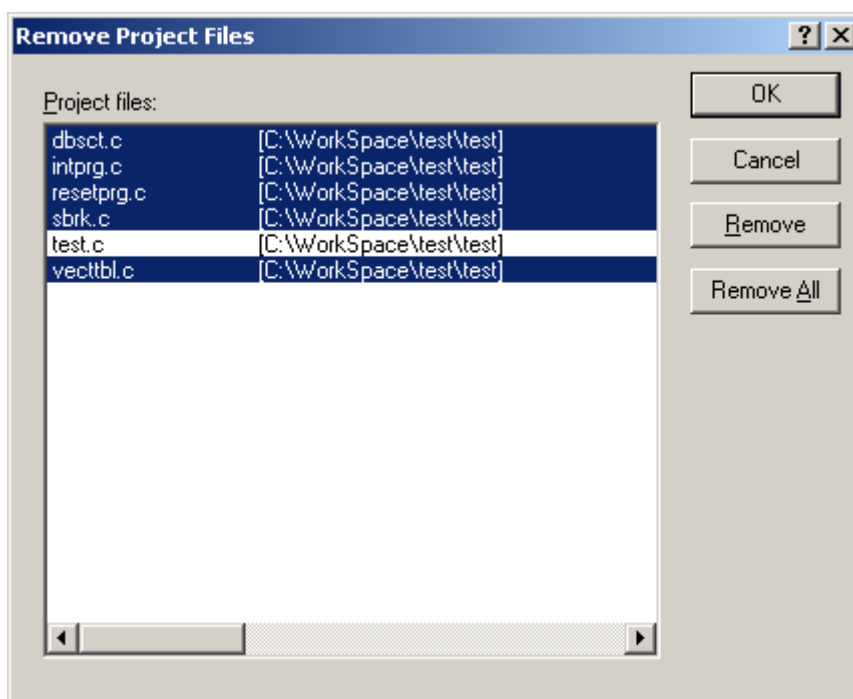 Remove Project Files
Project files:
dbsct.c [C:\WorkSpace\test\test]
intprg.c [C:\WorkSpace\test\test]
resetprg.c [C:\WorkSpace\test\test]
sbrk.c [C:\WorkSpace\test\test]
test.c [C:\WorkSpace\test\test]
vecttbl.c [C:\WorkSpace\test\test]
OK
Cancel
Remove
Remove All